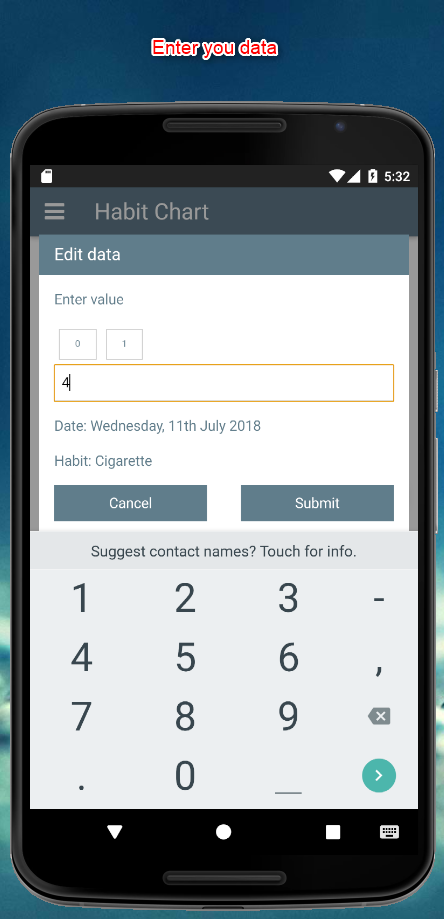 Enter you data
5:32
Habit Chart
Edit data
Enter value
0 1
4
Date: Wednesday, 11th July 2018
Habit: Cigarette
Cancel Submit
Suggest contact names? Touch for info.
1 2 3 -
4 5 6 ,
7 8 9
. 0 _